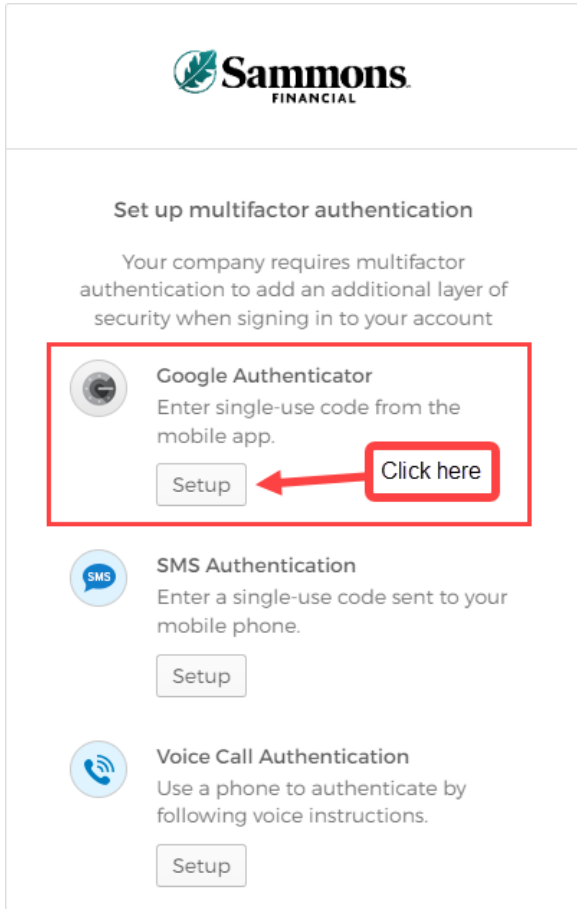 Sammons
FINANCIAL
Set up multifactor authentication
Your company requires multifactor
authentication to add an additional layer of
security when signing in to your account
Google Authenticator
Enter single-use code from the
mobile app.
Setup
Click here
SMS
SMS Authentication
Enter a single-use code sent to your
mobile phone.
Setup
Voice Call Authentication
Use a phone to authenticate by
following voice instructions.
Setup